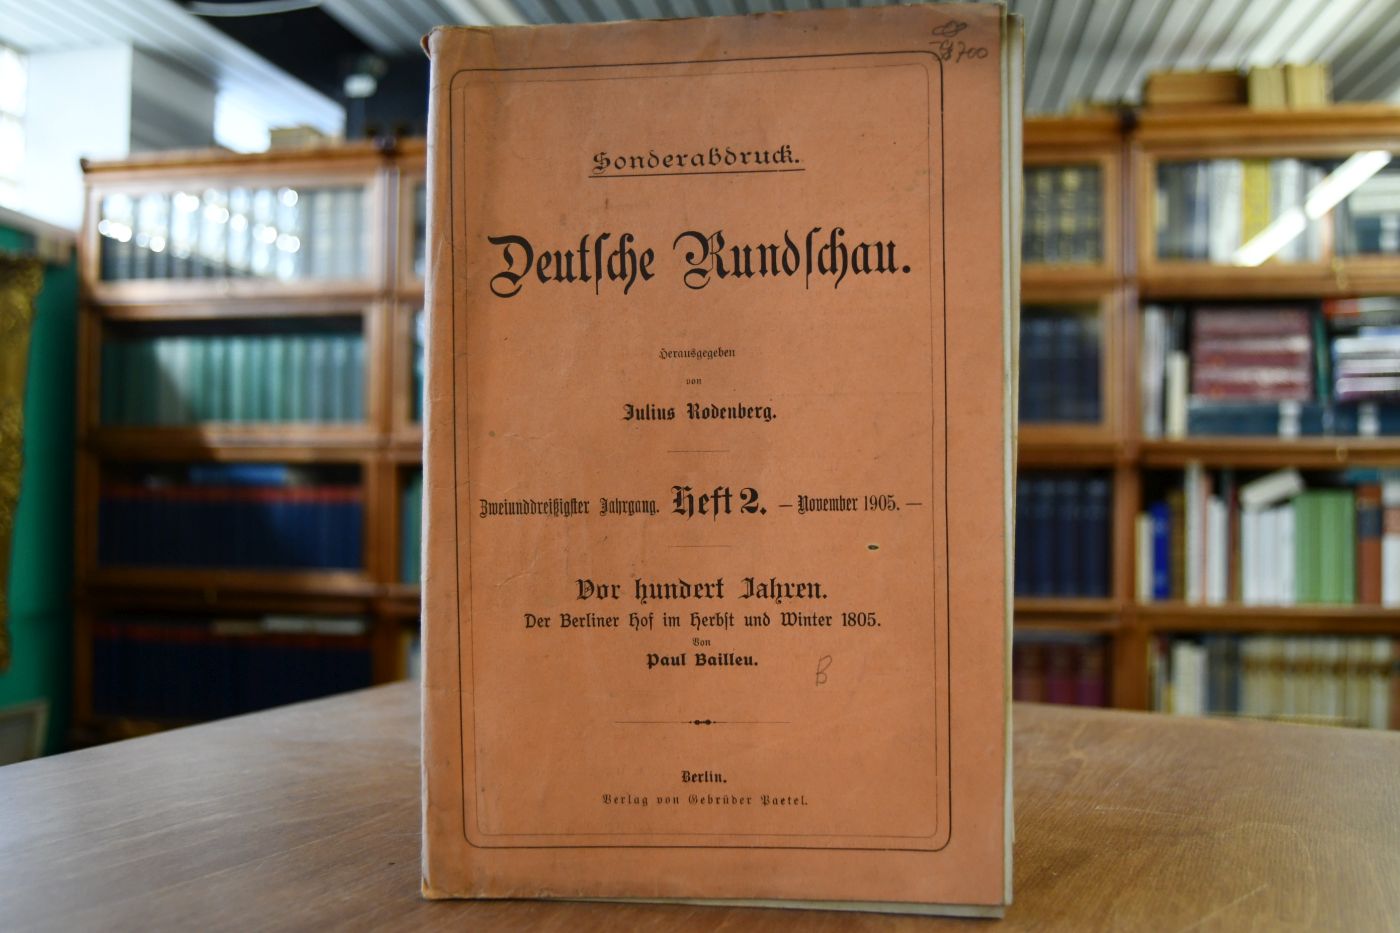 700
Sonderabdruck.
Deutsche Rundschau.
Herausgegeben
von
Julius Rodenberg.
Zweiunddreißigster Jahrgang. Heft 2. — November 1905. —
Vor hundert Jahren.
Der Berliner Hof im Herbst und Winter 1805.
Von
Paul Bailleu.
B
Berlin.
Verlag von Gebrüder Paetel.